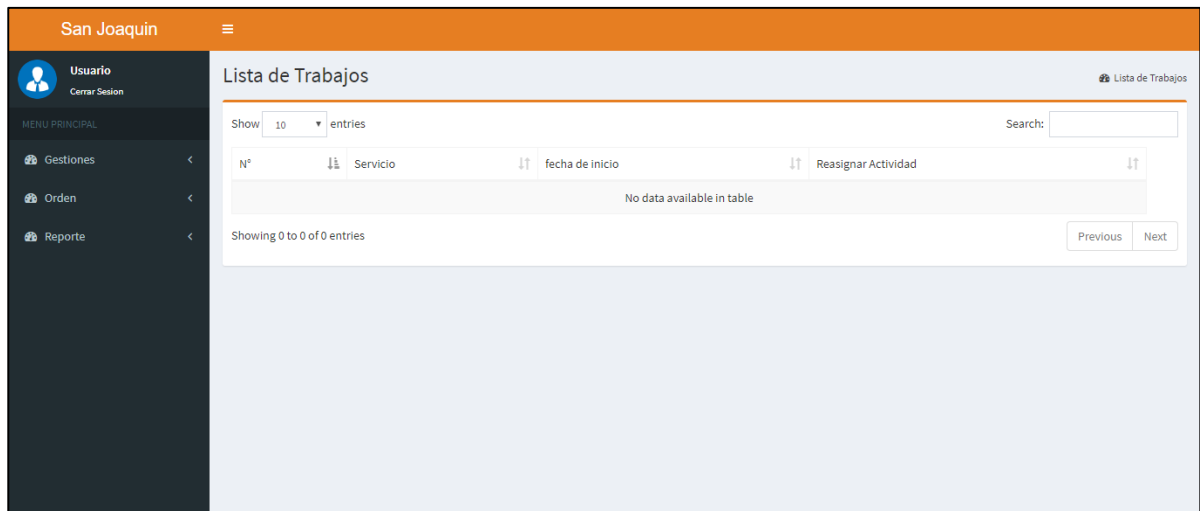 San Joaquin
Usuario
Cerrar Sesion
MENU PRINCIPAL
Gestiones
Orden
Reporte
Lista de Trabajos
Lista de Trabajos
Show 10 entries
Search:
N° Servicio fecha de inicio Reasignar Actividad
No data available in table
Showing 0 to 0 of 0 entries
Previous Next